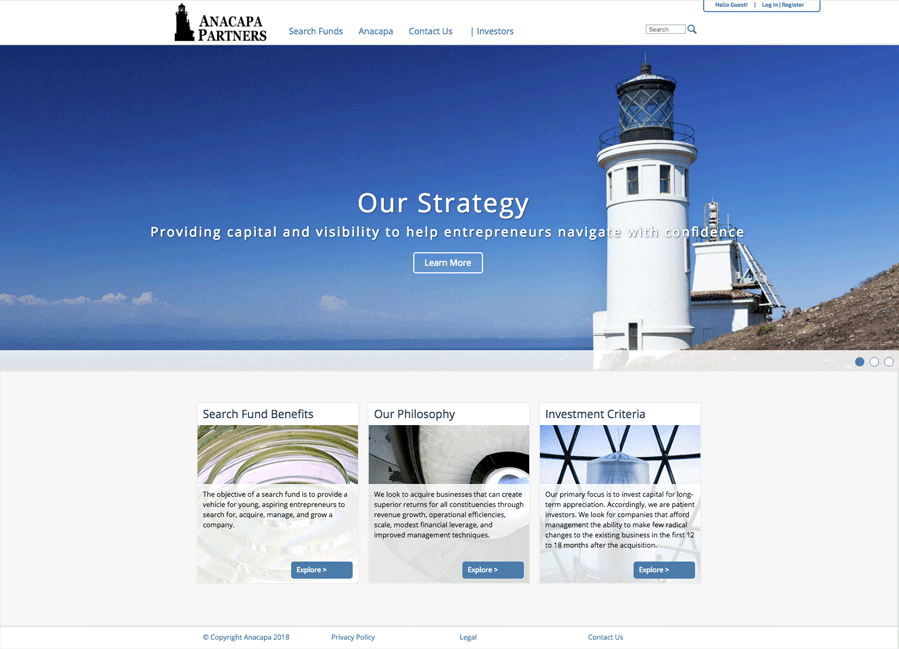 Hello Guest! | Log In | Register
ANACAPA
PARTNERS
Search Funds Anacapa Contact Us | Investors
Search
Our Strategy
Providing capital and visibility to help entrepreneurs navigate with confidence
Learn More
Search Fund Benefits
The objective of a search fund is to provide a
vehicle for young, aspiring entrepreneurs to
search for, acquire, manage, and grow a
company.
Explore >
Our Philosophy
We look to acquire businesses that can create
superior returns for all constituencies through
revenue growth, operational efficiencies,
scale, modest financial leverage, and
improved management techniques.
Explore >
Investment Criteria
Our primary focus is to invest capital for long-
term appreciation. Accordingly, we are patient
investors. We look for companies that afford
management the ability to make few radical
changes to the existing business in the first 12
to 18 months after the acquisition.
Explore >
© Copyright Anacapa 2018 Privacy Policy Legal Contact Us